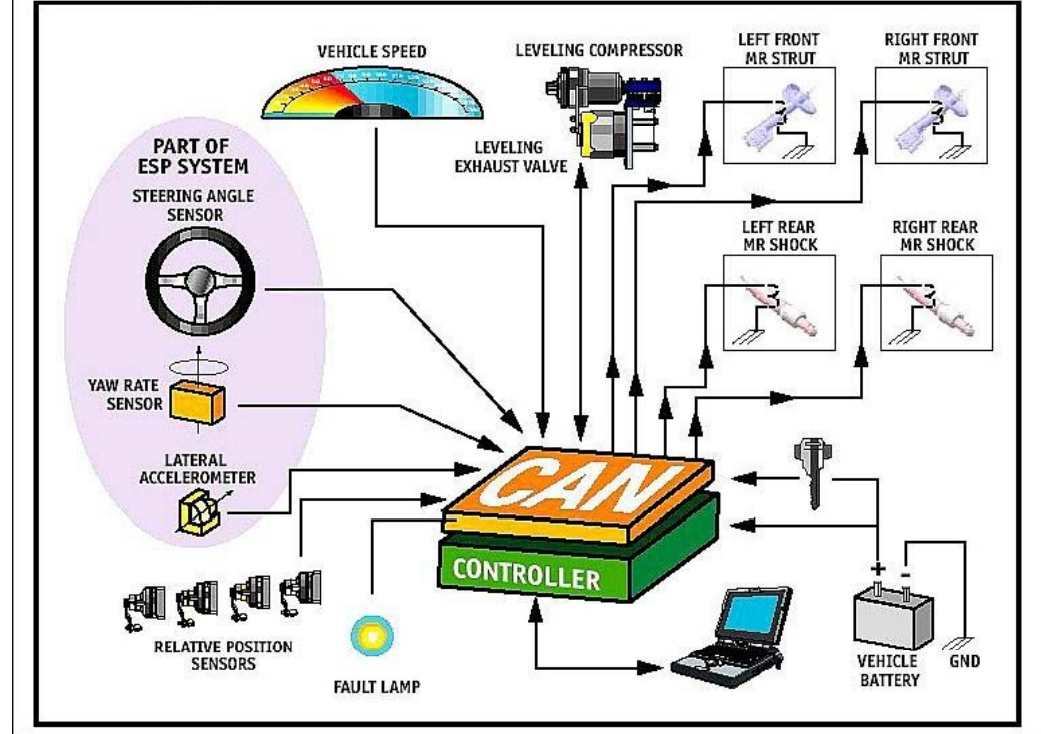 VEHICLE SPEED
LEVELING COMPRESSOR
LEVELING
EXHAUST VALVE
LEFT FRONT
MR STRUT
RIGHT FRONT
MR STRUT
PART OF
ESP SYSTEM
STEERING ANGLE
SENSOR
LEFT REAR
MR SHOCK
RIGHT REAR
MR SHOCK
YAW RATE
SENSOR
LATERAL
ACCELEROMETER
CAN
CONTROLLER
RELATIVE POSITION
SENSORS
FAULT LAMP
+ -
VEHICLE
BATTERY
GND